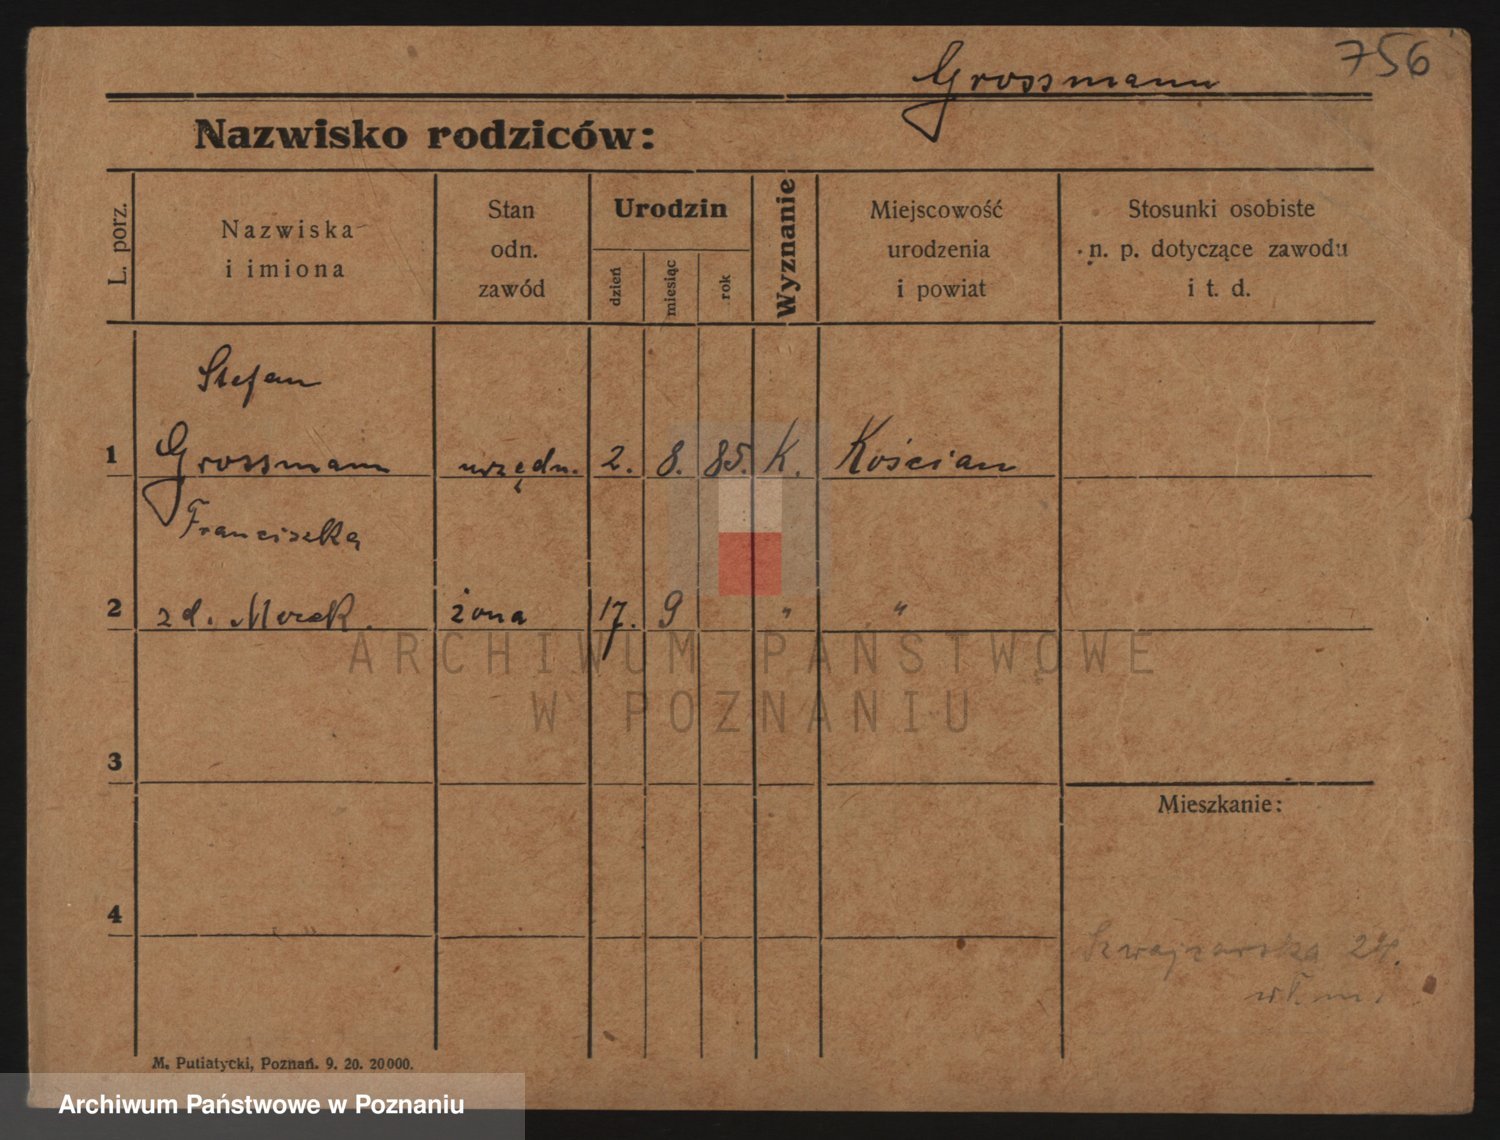 756
Grossmann
Nazwisko rodziców:
L. porz.
Nazwiska
i imiona
Stan
odn.
zawód
Urodzin
dzień
miesiąc
rok
Wyznanie
Miejscowość
urodzenia
i powiat
Stosunki osobiste
n. p. dotyczące zawodu
i t. d.
Stefan
1 Grossmann urzędn. 2. 8. 85. K. Kościan
Franciszka
2 zd. żona 17. 9 " "
3
Mieszkanie:
4
Szwajcarska 24.
M. Putiatycki, Poznań. 9. 20. 20000.
ARCHIWUM PAŃSTWOWE
W POZNANIU
Archiwum Państwowe w Poznaniu